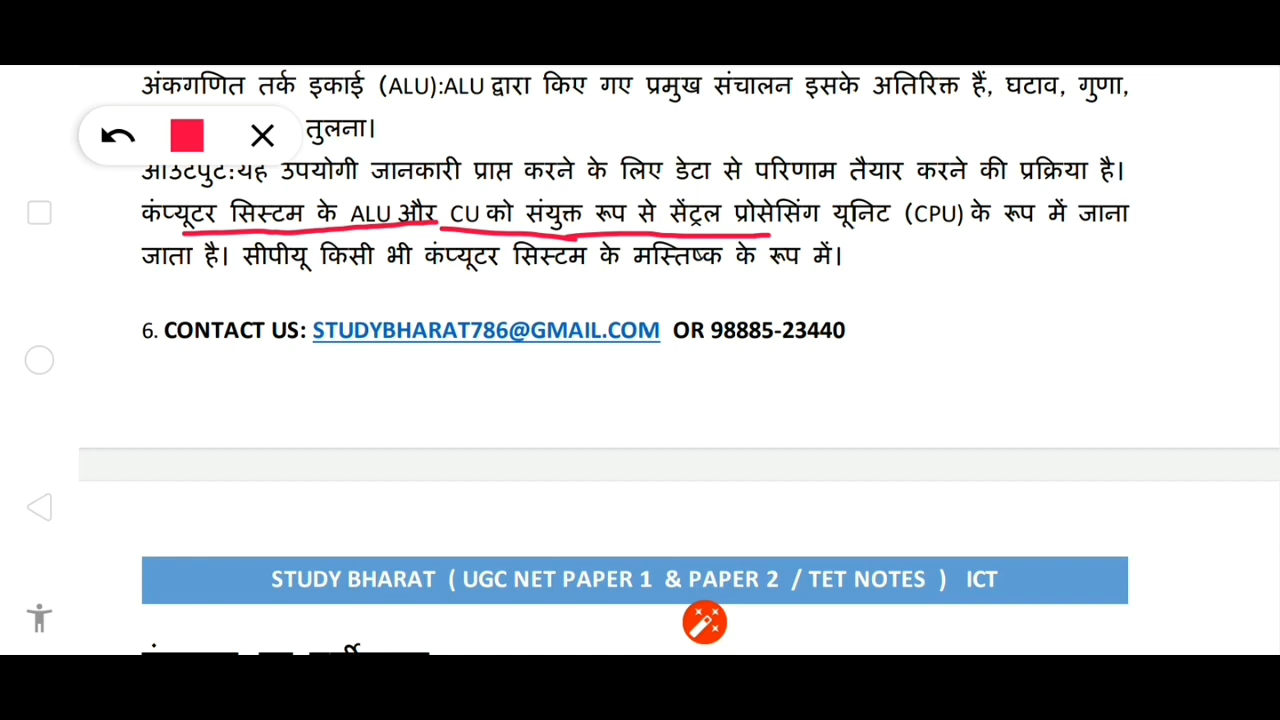 अंकगणित तर्क इकाई (ALU):ALU द्वारा किए गए प्रमुख संचालन इसके अतिरिक्त हैं, घटाव, गुणा,
तुलना।
आउटपुट:यह उपयोगी जानकारी प्राप्त करने के लिए डेटा से परिणाम तैयार करने की प्रक्रिया है।
कंप्यूटर सिस्टम के ALU और CU को संयुक्त रूप से सेंट्रल प्रोसेसिंग यूनिट (CPU) के रूप में जाना
जाता है। सीपीयू किसी भी कंप्यूटर सिस्टम के मस्तिष्क के रूप में।
6. CONTACT US: STUDYBHARAT786@GMAIL.COM OR 98885-23440
STUDY BHARAT ( UGC NET PAPER 1 & PAPER 2 / TET NOTES ) ICT